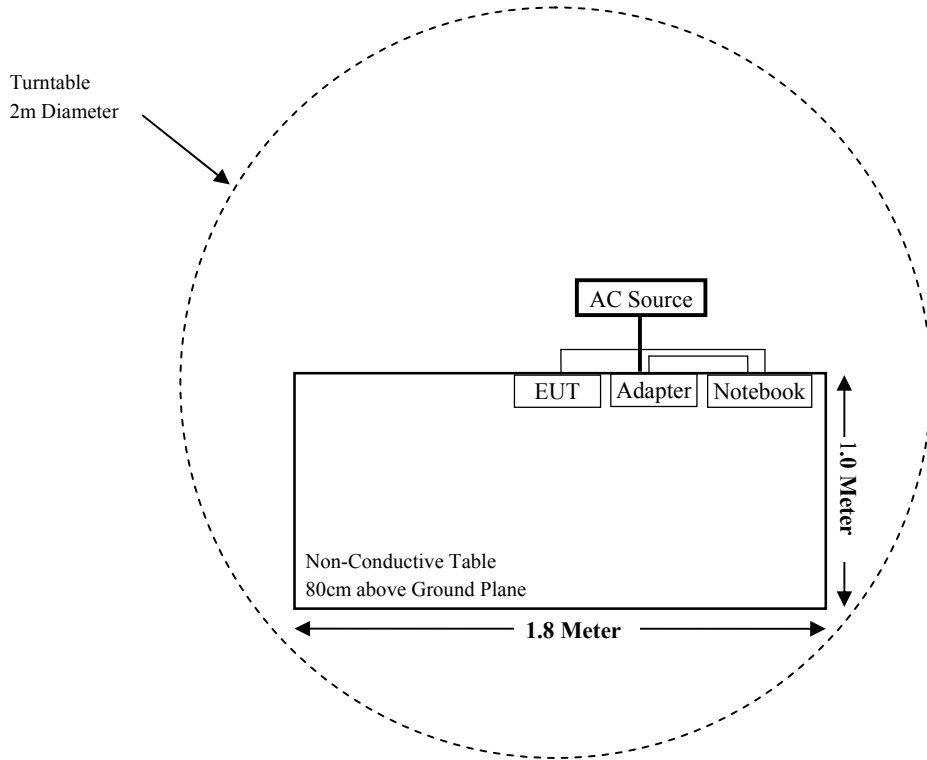 Turntable
2m Diameter
AC Source
EUT
Adapter
Notebook
1.0 Meter
Non-Conductive Table
80cm above Ground Plane
1.8 Meter